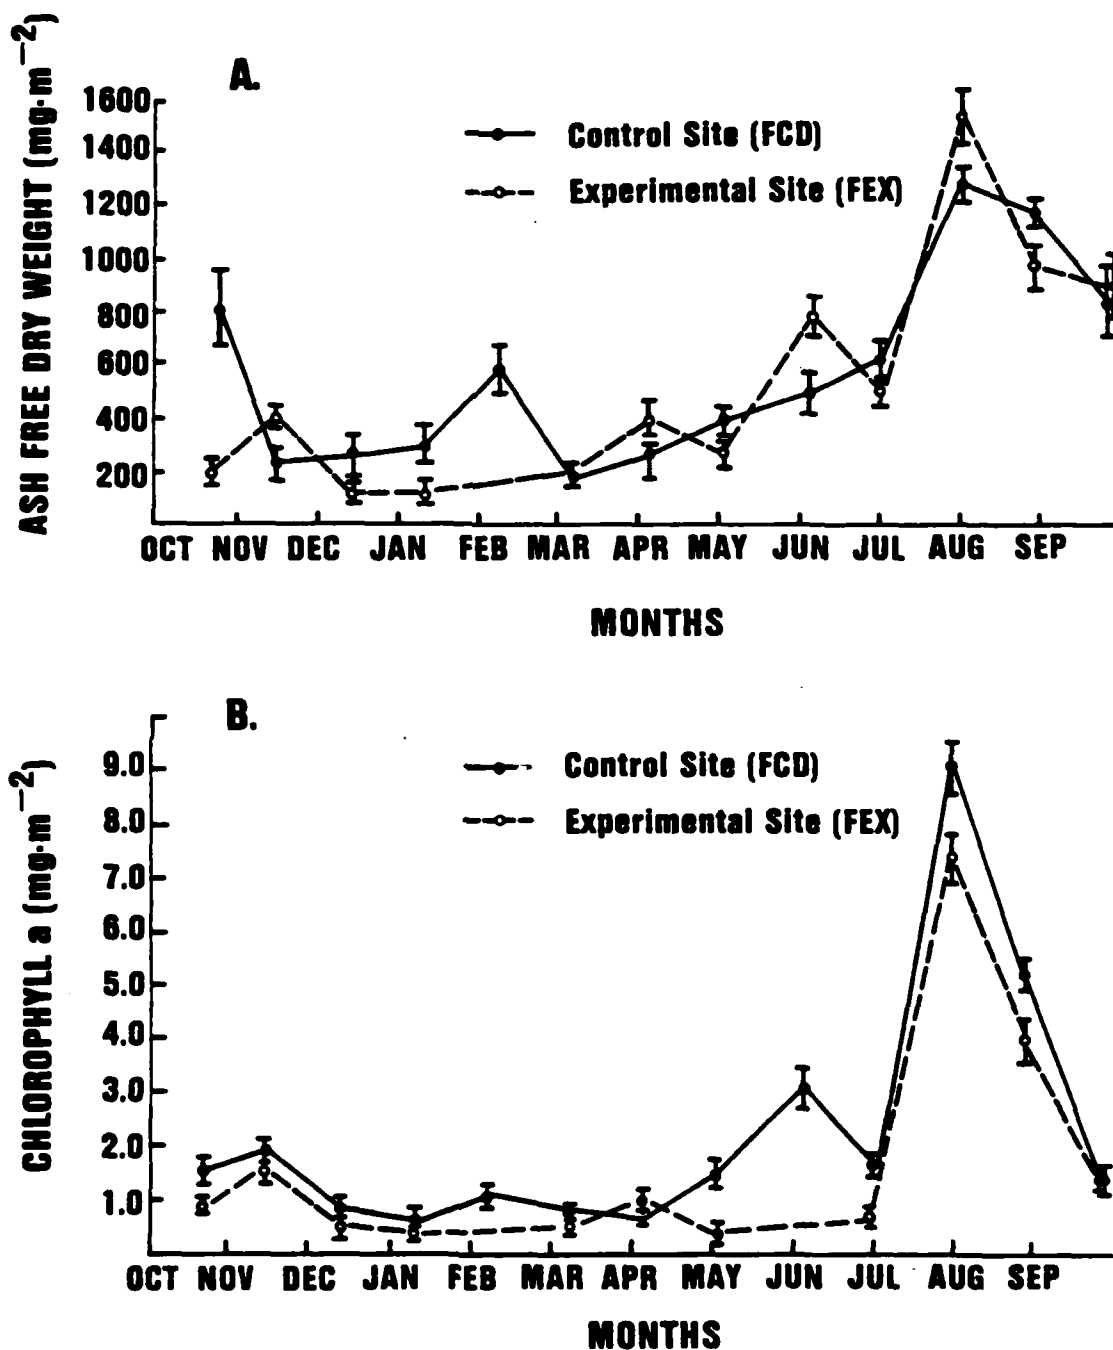 A.
ASH FREE DRY WEIGHT (mg·m⁻²)
1600
1400
1200
1000
800
600
400
200
Control Site (FCD)
Experimental Site (FEX)
OCT NOV DEC JAN FEB MAR APR MAY JUN JUL AUG SEP
MONTHS
B.
CHLOROPHYLL a (mg·m⁻²)
9.0
8.0
7.0
6.0
5.0
4.0
3.0
2.0
1.0
Control Site (FCD)
Experimental Site (FEX)
OCT NOV DEC JAN FEB MAR APR MAY JUN JUL AUG SEP
MONTHS